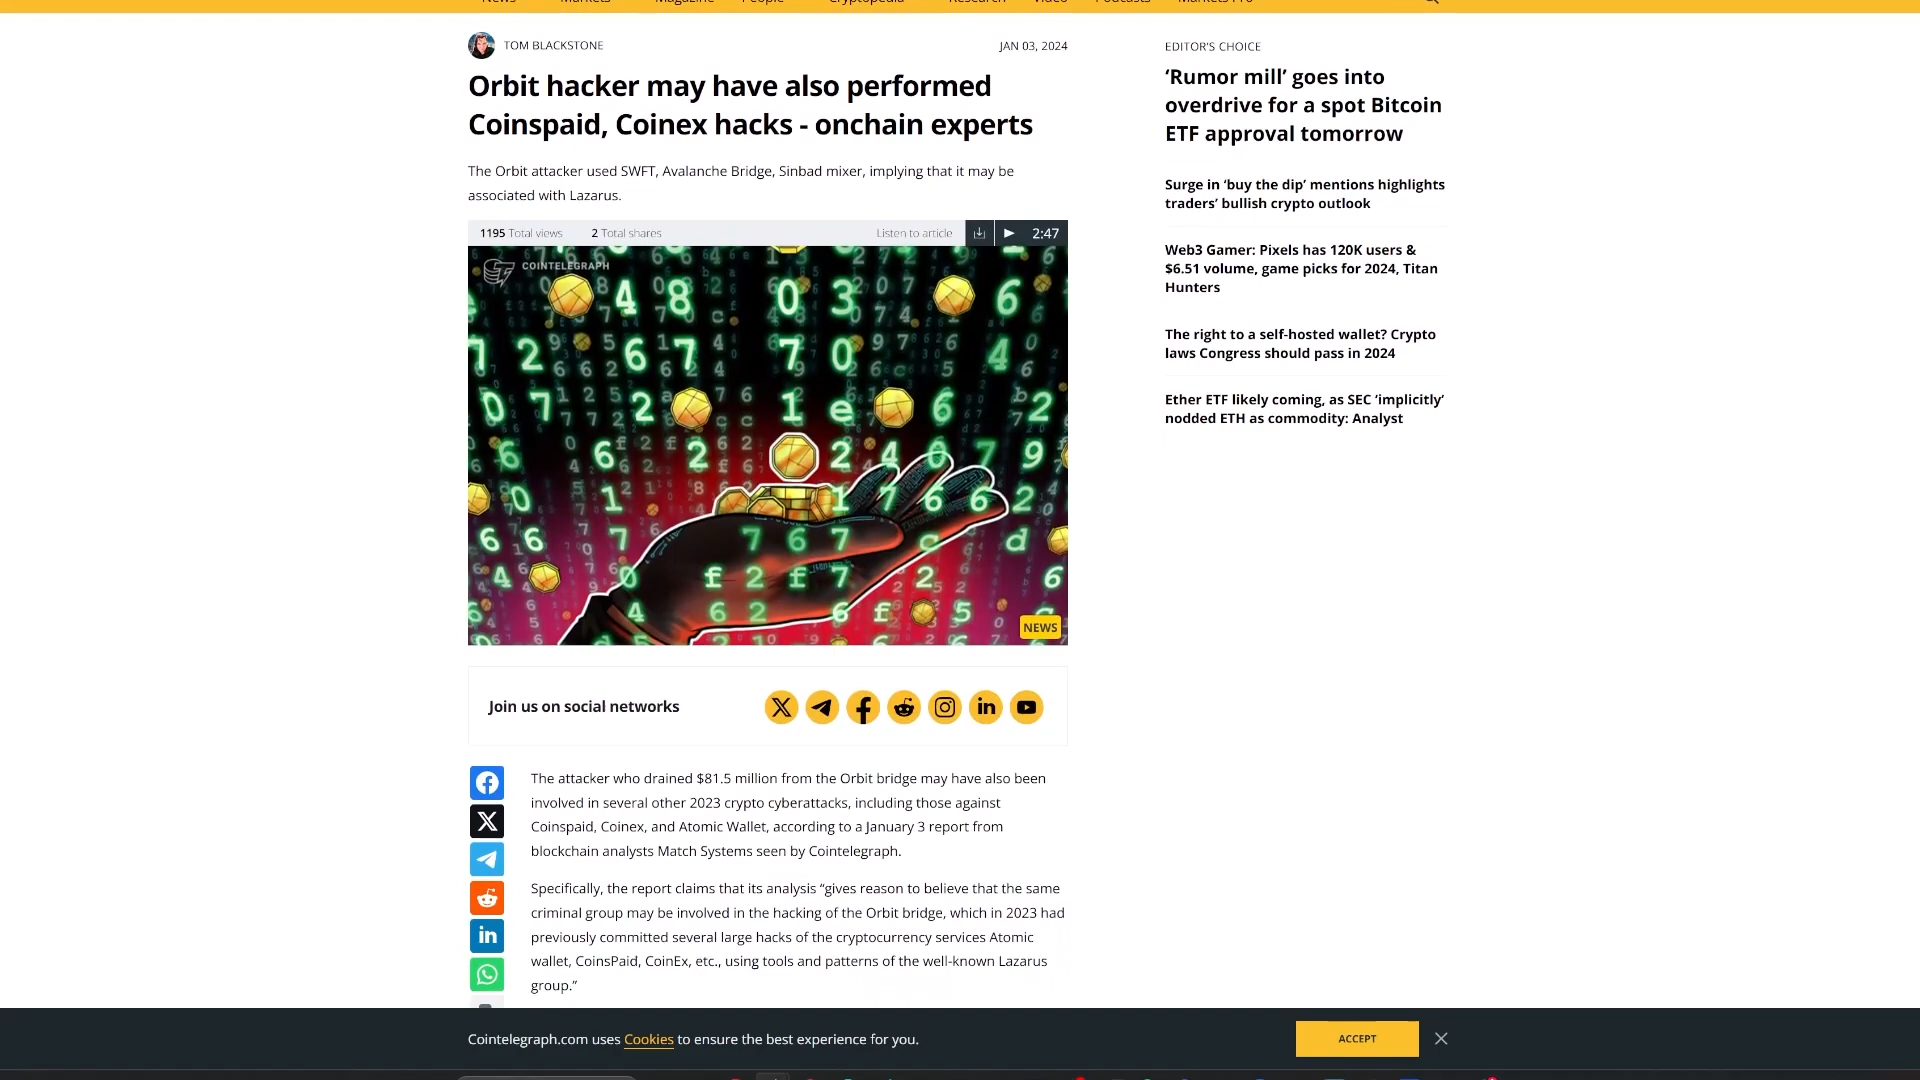 News Markets Magazine People Cryptopedia Research Video Podcasts Markets Pro
TOM BLACKSTONE
JAN 03, 2024
Orbit hacker may have also performed
Coinspaid, Coinex hacks - onchain experts
The Orbit attacker used SWFT, Avalanche Bridge, Sinbad mixer, implying that it may be
associated with Lazarus.
1195 Total views 2 Total shares
Listen to article 2:47
COINTELEGRAPH
NEWS
Join us on social networks
The attacker who drained $81.5 million from the Orbit bridge may have also been
involved in several other 2023 crypto cyberattacks, including those against
Coinspaid, Coinex, and Atomic Wallet, according to a January 3 report from
blockchain analysts Match Systems seen by Cointelegraph.
Specifically, the report claims that its analysis “gives reason to believe that the same
criminal group may be involved in the hacking of the Orbit bridge, which in 2023 had
previously committed several large hacks of the cryptocurrency services Atomic
wallet, CoinsPaid, CoinEx, etc., using tools and patterns of the well-known Lazarus
group.”
EDITOR'S CHOICE
‘Rumor mill’ goes into
overdrive for a spot Bitcoin
ETF approval tomorrow
Surge in ‘buy the dip’ mentions highlights
traders’ bullish crypto outlook
Web3 Gamer: Pixels has 120K users &
$6.51 volume, game picks for 2024, Titan
Hunters
The right to a self-hosted wallet? Crypto
laws Congress should pass in 2024
Ether ETF likely coming, as SEC ‘implicitly’
nodded ETH as commodity: Analyst
Cointelegraph.com uses Cookies to ensure the best experience for you.
ACCEPT